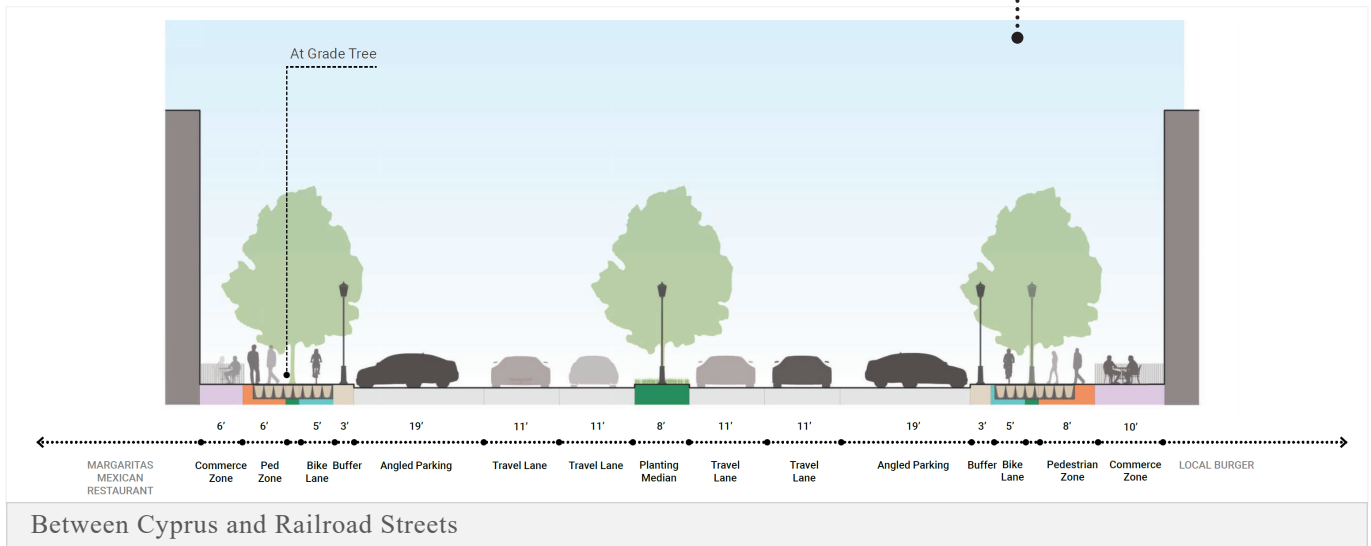 At Grade Tree
6’ 6’ 5’ 3’ 19’ 11’ 11’ 8’ 11’ 11’ 19’ 3’ 5’ 8’ 10’
MARGARITAS
MEXICAN
RESTAURANT
Commerce
Zone
Ped
Zone
Bike
Lane
Buffer
Angled Parking
Travel Lane
Travel Lane
Planting
Median
Travel
Lane
Travel
Lane
Angled Parking
Buffer
Bike
Lane
Pedestrian
Zone
Commerce
Zone
LOCAL BURGER
Between Cyprus and Railroad Streets